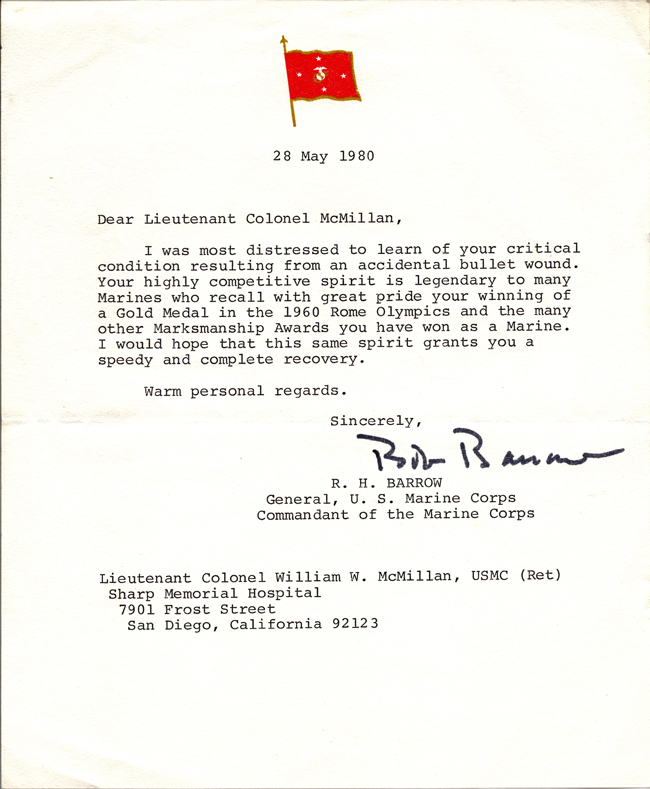 28 May 1980
Dear Lieutenant Colonel McMillan,
I was most distressed to learn of your critical
condition resulting from an accidental bullet wound.
Your highly competitive spirit is legendary to many
Marines who recall with great pride your winning of
a Gold Medal in the 1960 Rome Olympics and the many
other Marksmanship Awards you have won as a Marine.
I would hope that this same spirit grants you a
speedy and complete recovery.
Warm personal regards.
Sincerely,
Bob Barrow
R. H. BARROW
General, U. S. Marine Corps
Commandant of the Marine Corps
Lieutenant Colonel William W. McMillan, USMC (Ret)
Sharp Memorial Hospital
7901 Frost Street
San Diego, California 92123